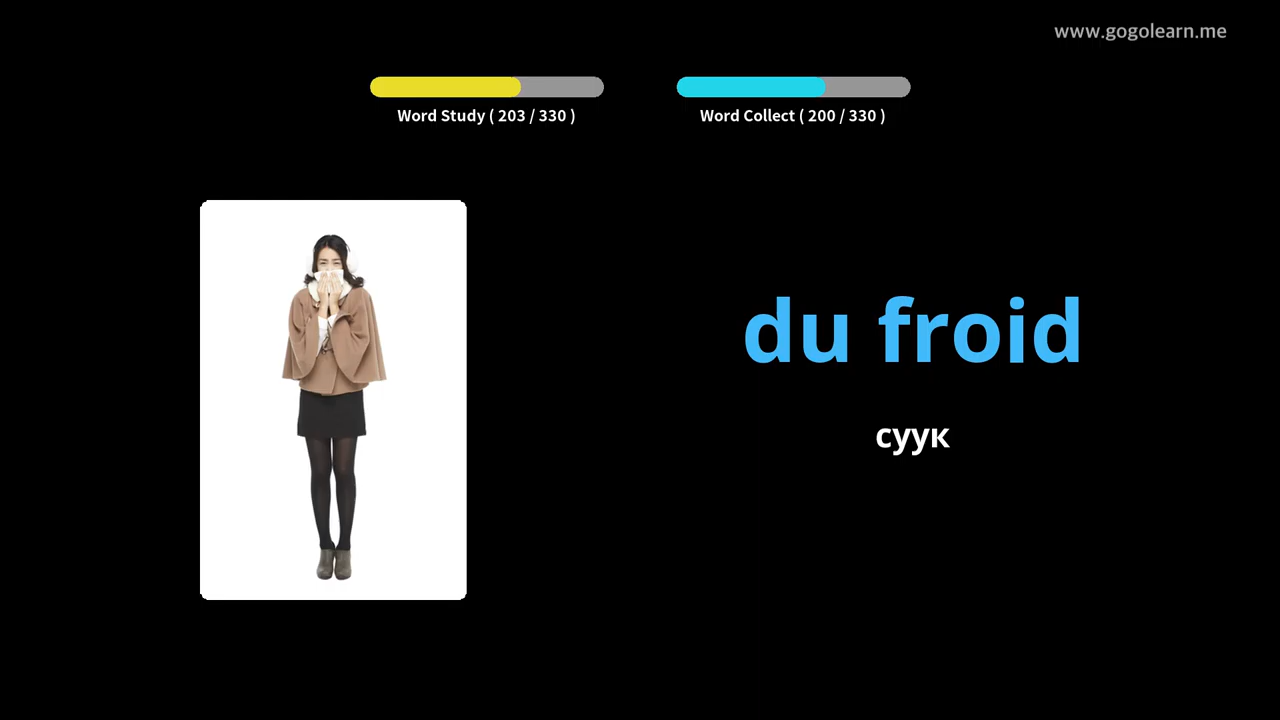 www.gogolearn.me
Word Study ( 203 / 330 )
Word Collect ( 200 / 330 )
du froid
суук